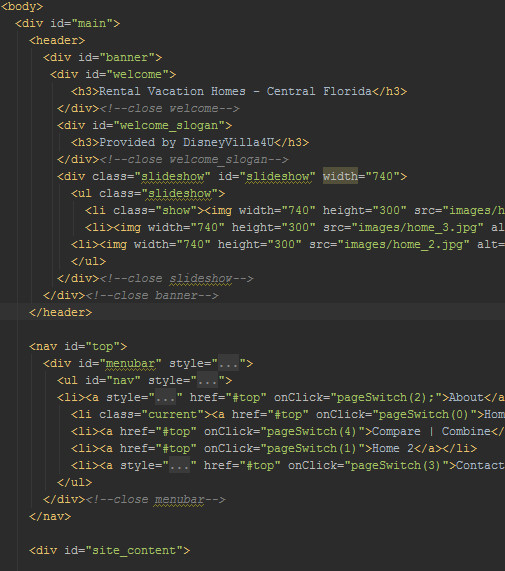 <body>
<div id="main">
<header>
<div id="banner">
<div id="welcome">
<h3>Rental Vacation Homes - Central Florida</h3>
</div><!--close welcome-->
<div id="welcome_slogan">
<h3>Provided by DisneyVilla4U</h3>
</div><!--close welcome_slogan-->
<div class="slideshow" id="slideshow" width="740">
<ul class="slideshow">
<li class="show"><img width="740" height="300" src="images/h
<li><img width="740" height="300" src="images/home_3.jpg" al
<li><img width="740" height="300" src="images/home_2.jpg" alt=
</ul>
</div><!--close slideshow-->
</div><!--close banner-->
</header>
<nav id="top">
<div id="menubar" style="...">
<ul id="nav" style="...">
<li><a style="..." href="#top" onClick="pageSwitch(2);">About</a
<li class="current"><a href="#top" onClick="pageSwitch(0)">Hom
<li><a href="#top" onClick="pageSwitch(4)">Compare | Combine</
<li><a href="#top" onClick="pageSwitch(1)">Home 2</a></li>
<li><a style="..." href="#top" onClick="pageSwitch(3)">Contact
</ul>
</div><!--close menubar-->
</nav>
<div id="site_content">